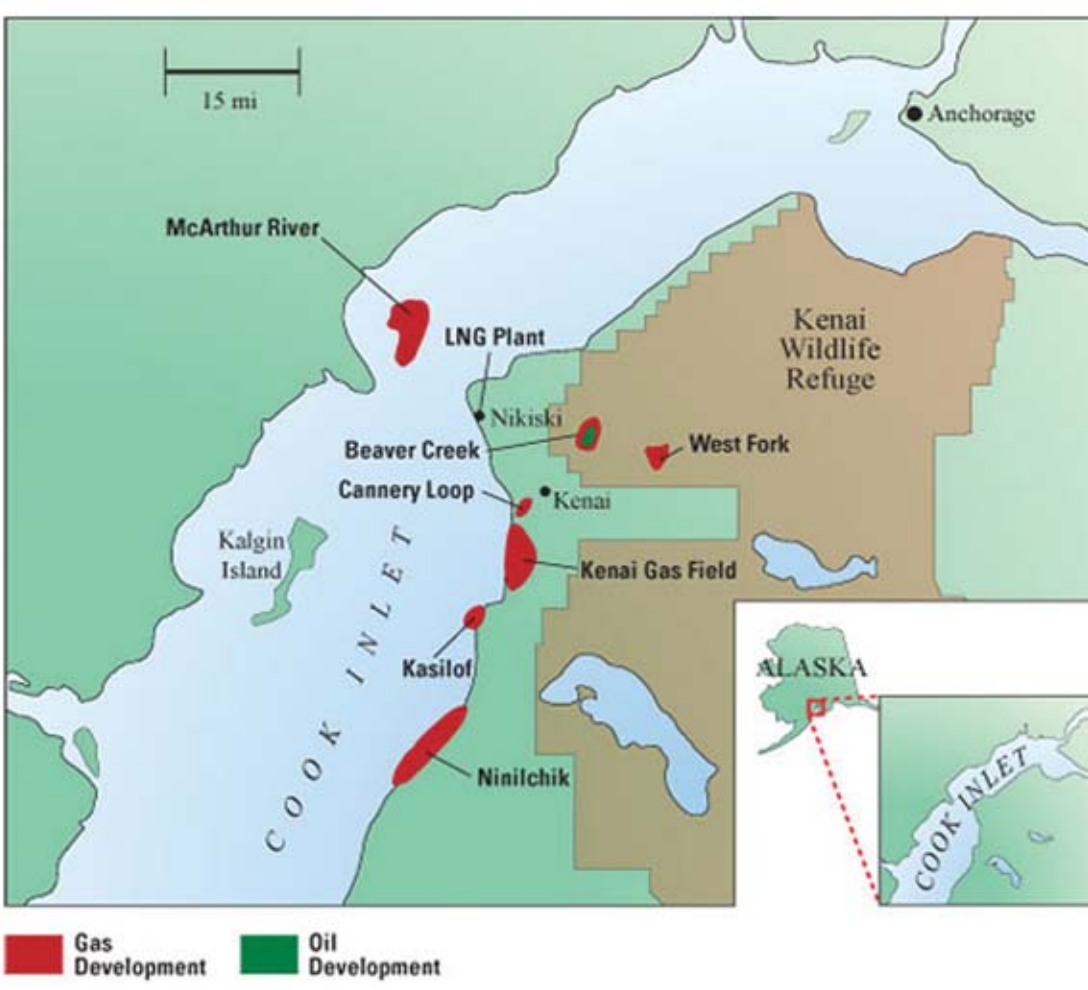 15 mi
Anchorage
McArthur River
Kenai
Wildlife
Refuge
LNG Plant
Nikiski
Beaver Creek
West Fork
Cannery Loop
Kenai
Kalgin
Island
Kenai Gas Field
COOK INLET
Kasilof
Ninilchik
ALASKA
COOK INLET
Gas
Development
Oil
Development